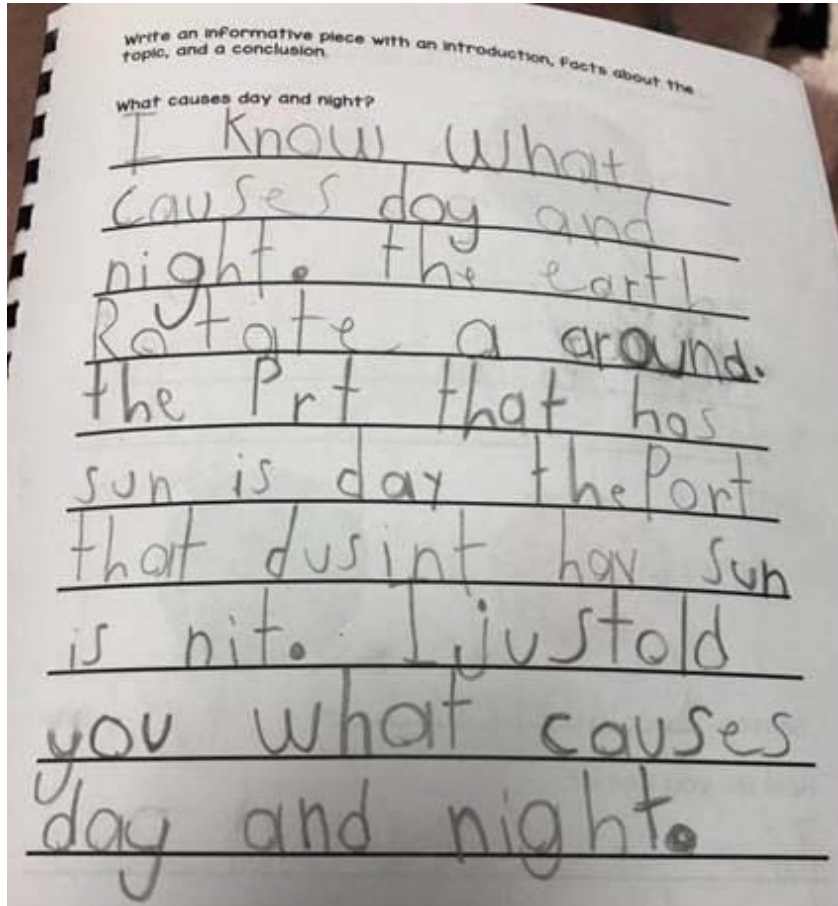 Write an informative piece with an introduction, facts about the
topic, and a conclusion.
What causes day and night?
I know what
causes day and
night. the earth
Rotate a around.
the Prt that has
sun is day the Part
that dusint hav sun
is nit. I justold
you what causes
day and night.